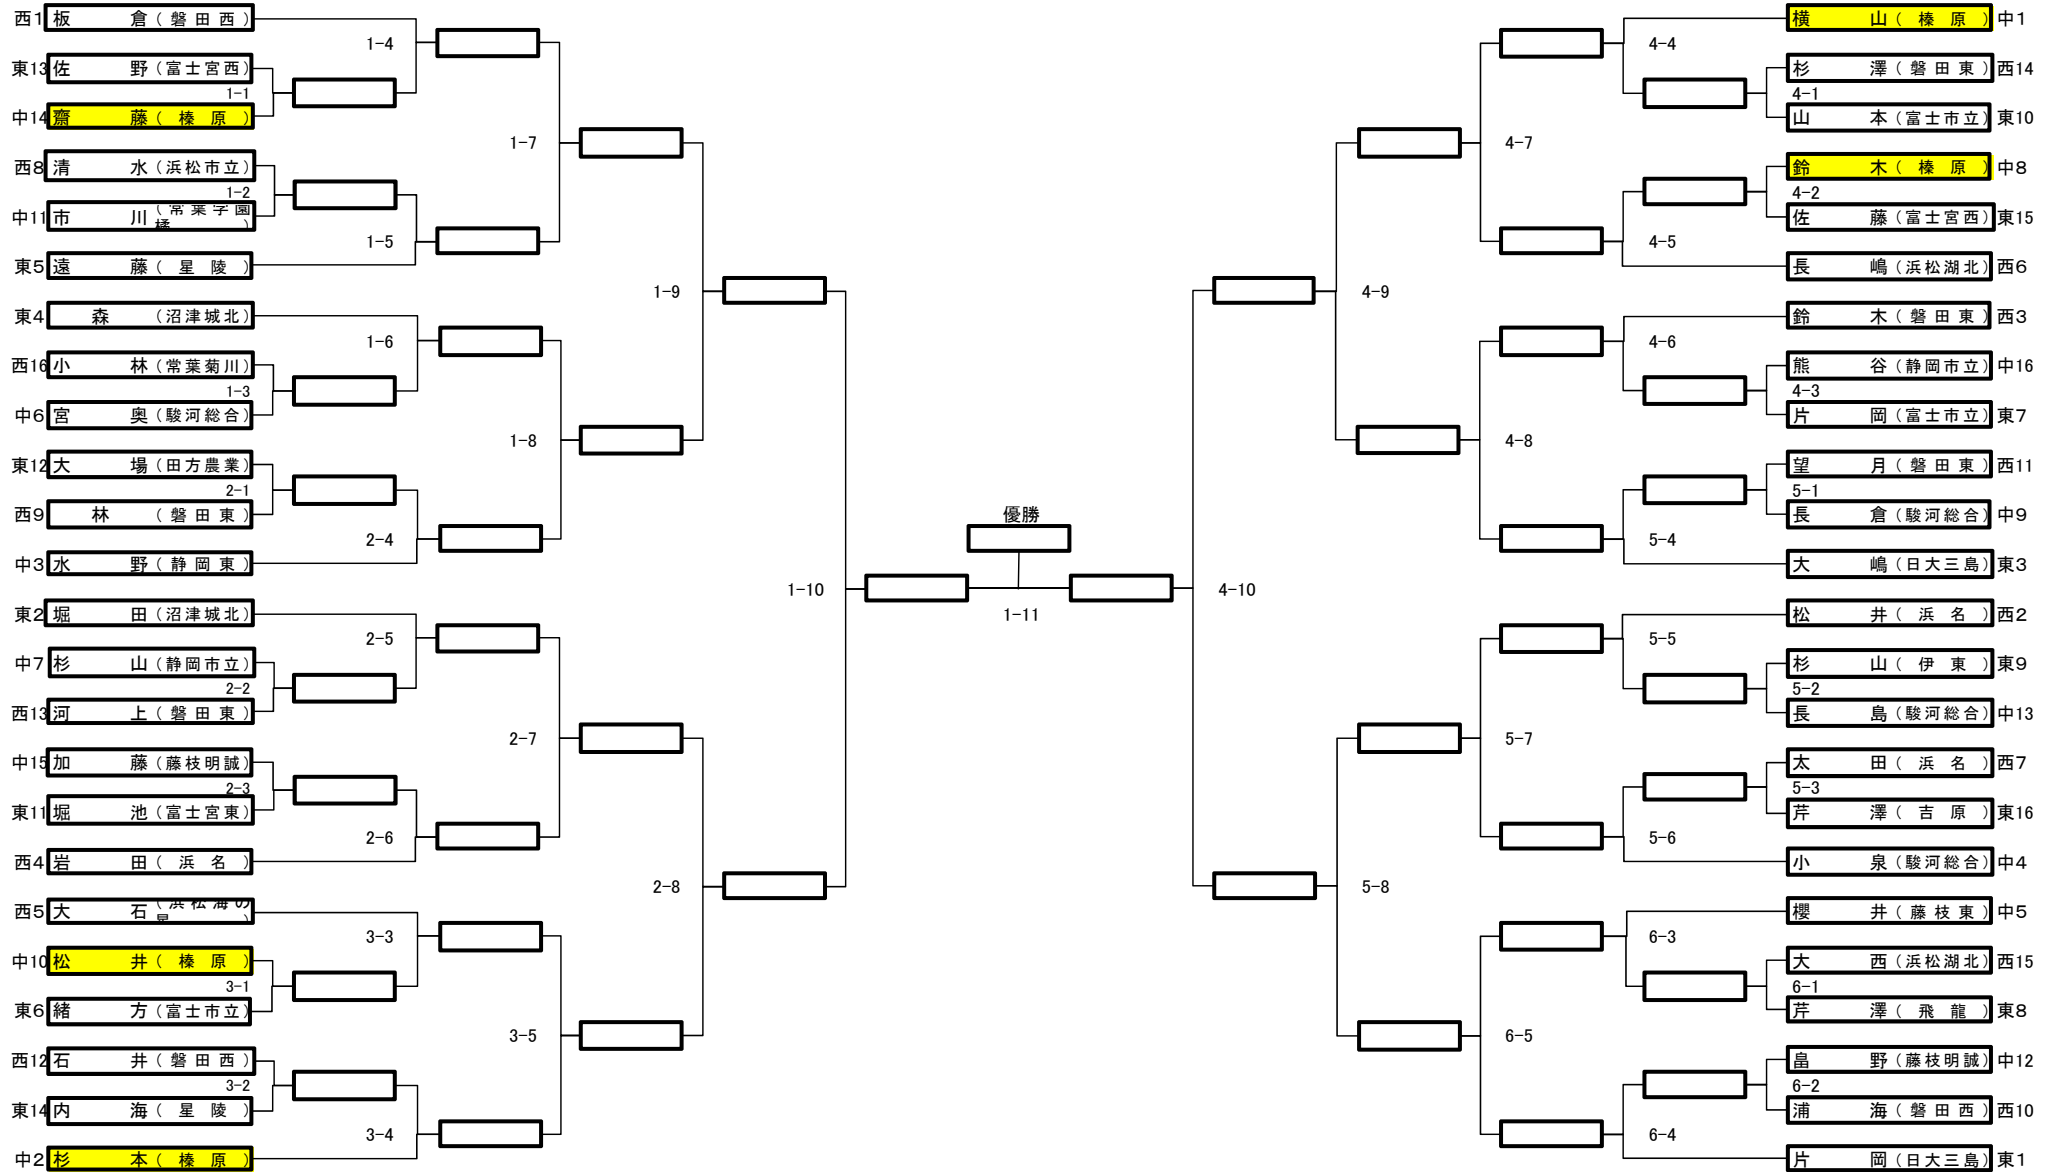 西1 板倉(磐田西)
1-4
東13 佐野(富士宮西)
1-1
中14 齋藤(榛原)
1-7
西8 清水(浜松市立)
1-2
中11 市川(常葉学園橘)
1-5
東5 遠藤(星陵)
1-9
東4 森(沼津城北)
1-6
西16 小林(常葉菊川)
1-3
中6 宮奥(駿河総合)
1-8
東12 大場(田方農業)
2-1
西9 林(磐田東)
2-4
中3 水野(静岡東)
1-10
東2 堀田(沼津城北)
2-5
中7 杉山(静岡市立)
2-2
西13 河上(磐田東)
2-7
中15 加藤(藤枝明誠)
2-3
東11 堀池(富士宮東)
2-6
西4 岩田(浜名)
2-8
西5 大石(浜松海の星)
3-3
中10 松井(榛原)
3-1
東6 緒方(富士市立)
3-5
西12 石井(磐田西)
3-2
東14 内海(星陵)
3-4
中2 杉本(榛原)
優勝
1-11
横山(榛原) 中1
4-4
杉澤(磐田東) 西14
4-1
山本(富士市立) 東10
4-7
鈴木(榛原) 中8
4-2
佐藤(富士宮西) 東15
4-5
長嶋(浜松湖北) 西6
4-9
鈴木(磐田東) 西3
4-6
熊谷(静岡市立) 中16
4-3
片岡(富士市立) 東7
4-8
望月(磐田東) 西11
5-1
長倉(駿河総合) 中9
5-4
大嶋(日大三島) 東3
4-10
松井(浜名) 西2
5-5
杉山(伊東) 東9
5-2
長島(駿河総合) 中13
5-7
太田(浜名) 西7
5-3
芹澤(吉原) 東16
5-6
小泉(駿河総合) 中4
5-8
櫻井(藤枝東) 中5
6-3
大西(浜松湖北) 西15
6-1
芹澤(飛龍) 東8
6-5
畠野(藤枝明誠) 中12
6-2
浦海(磐田西) 西10
6-4
片岡(日大三島) 東1